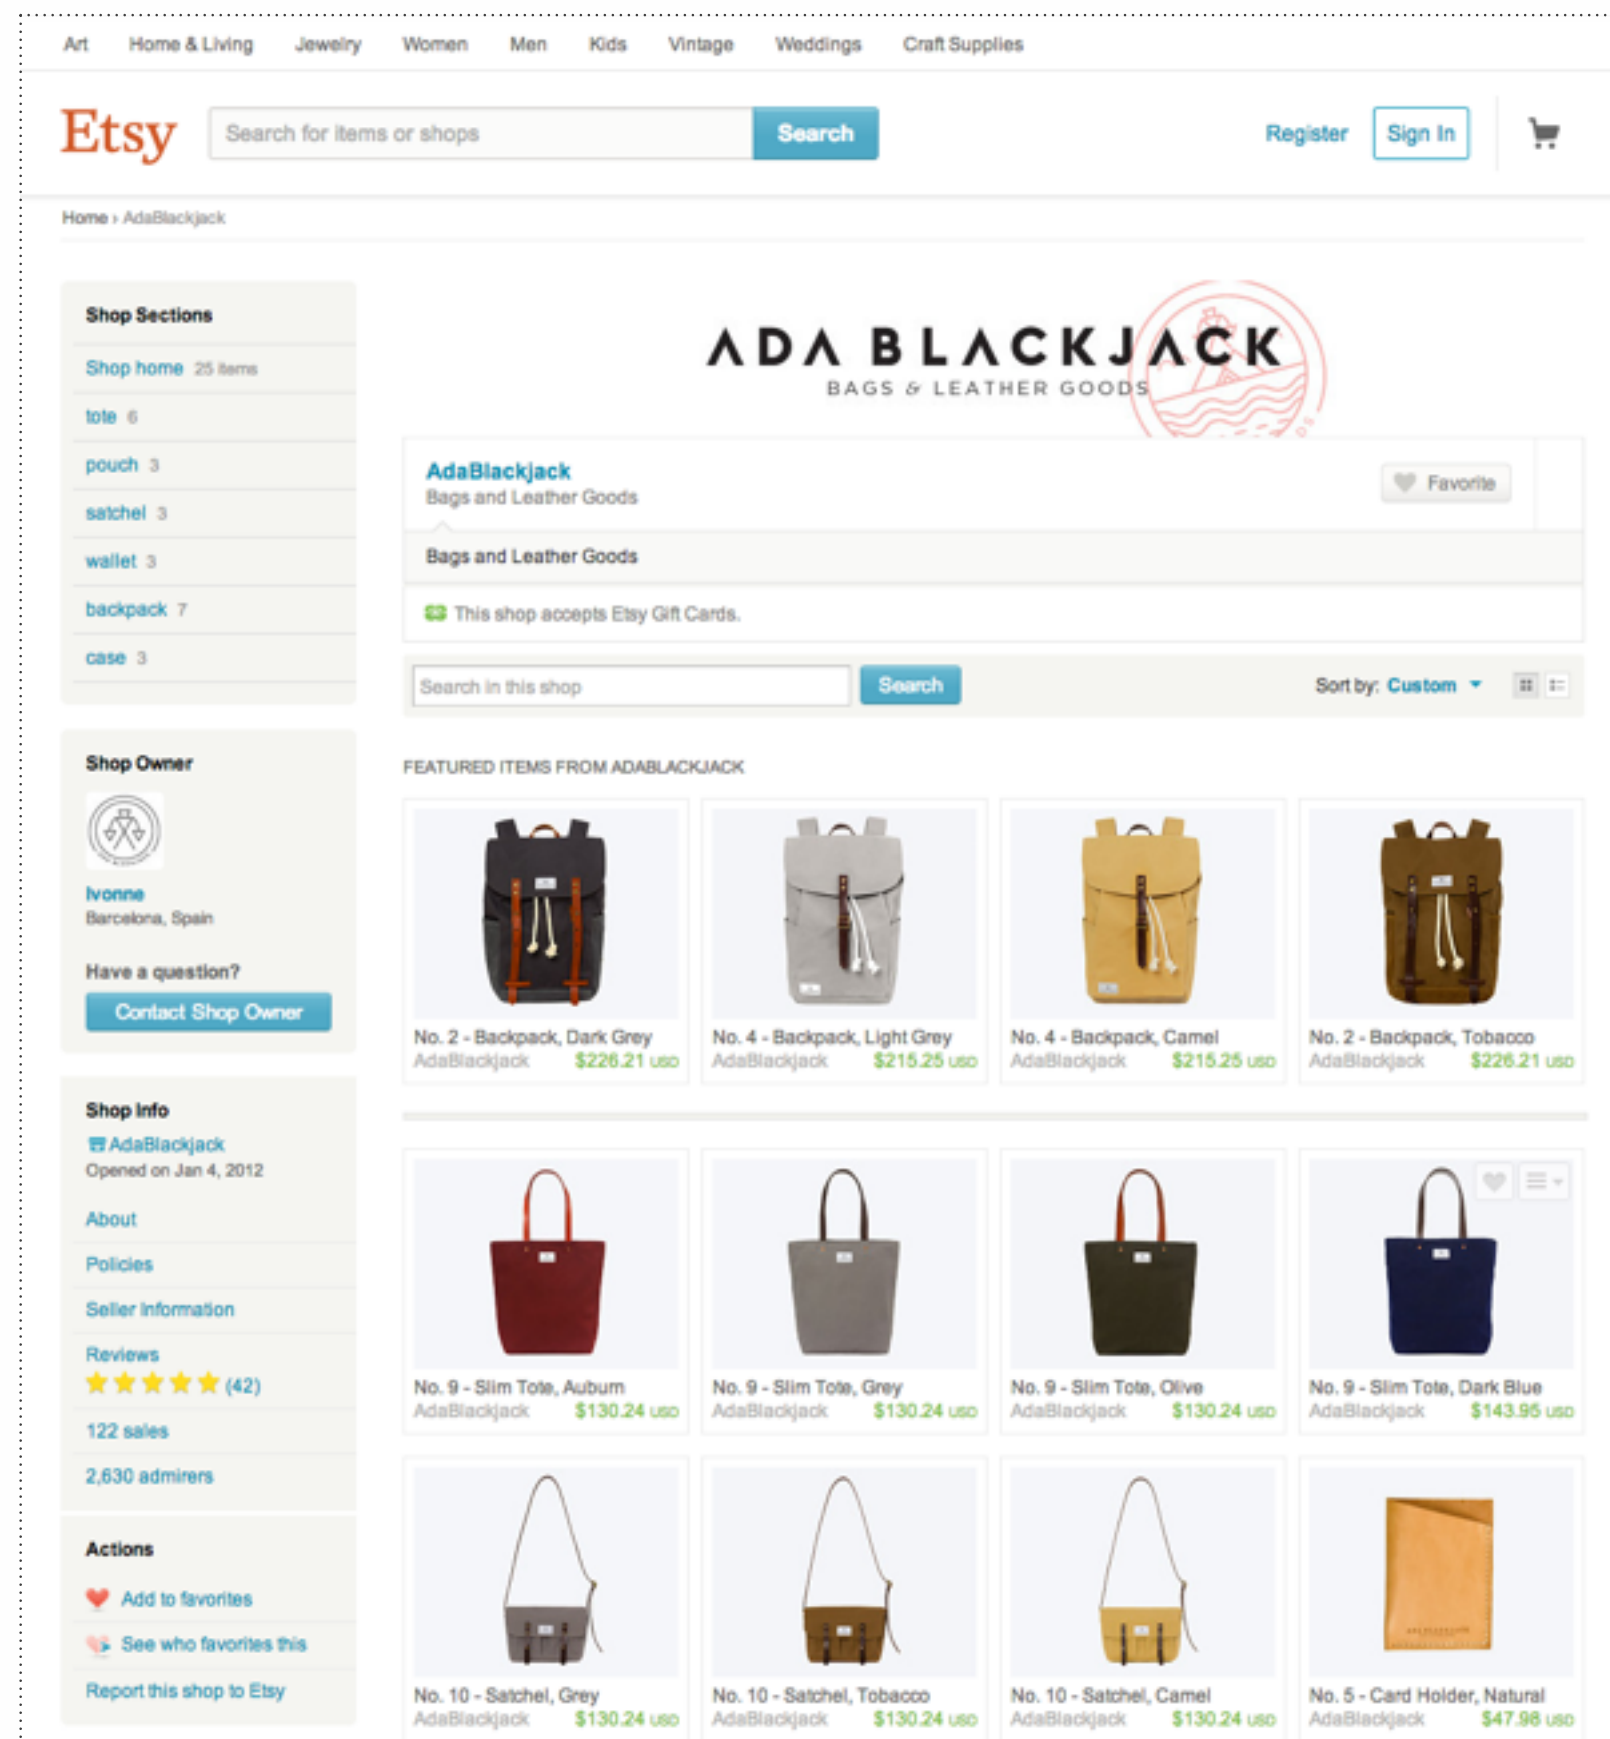 Art Home & Living Jewelry Women Men Kids Vintage Weddings Craft Supplies
Etsy
Search for items or shops
Search
Register
Sign In
Home › AdaBlackjack
Shop Sections
Shop home 25 items
tote 6
pouch 3
satchel 3
wallet 3
backpack 7
case 3
Shop Owner
Ivonne
Barcelona, Spain
Have a question?
Contact Shop Owner
Shop Info
AdaBlackjack
Opened on Jan 4, 2012
About
Policies
Seller Information
Reviews
(42)
122 sales
2,630 admirers
Actions
Add to favorites
See who favorites this
Report this shop to Etsy
ADA BLACKJACK
BAGS & LEATHER GOODS
AdaBlackjack
Bags and Leather Goods
Favorite
Bags and Leather Goods
This shop accepts Etsy Gift Cards.
Search in this shop
Search
Sort by: Custom
FEATURED ITEMS FROM ADABLACKJACK
No. 2 - Backpack, Dark Grey
AdaBlackjack $226.21 USD
No. 4 - Backpack, Light Grey
AdaBlackjack $215.25 USD
No. 4 - Backpack, Camel
AdaBlackjack $215.25 USD
No. 2 - Backpack, Tobacco
AdaBlackjack $226.21 USD
No. 9 - Slim Tote, Auburn
AdaBlackjack $130.24 USD
No. 9 - Slim Tote, Grey
AdaBlackjack $130.24 USD
No. 9 - Slim Tote, Olive
AdaBlackjack $130.24 USD
No. 9 - Slim Tote, Dark Blue
AdaBlackjack $143.95 USD
No. 10 - Satchel, Grey
AdaBlackjack $130.24 USD
No. 10 - Satchel, Tobacco
AdaBlackjack $130.24 USD
No. 10 - Satchel, Camel
AdaBlackjack $130.24 USD
No. 5 - Card Holder, Natural
AdaBlackjack $47.98 USD